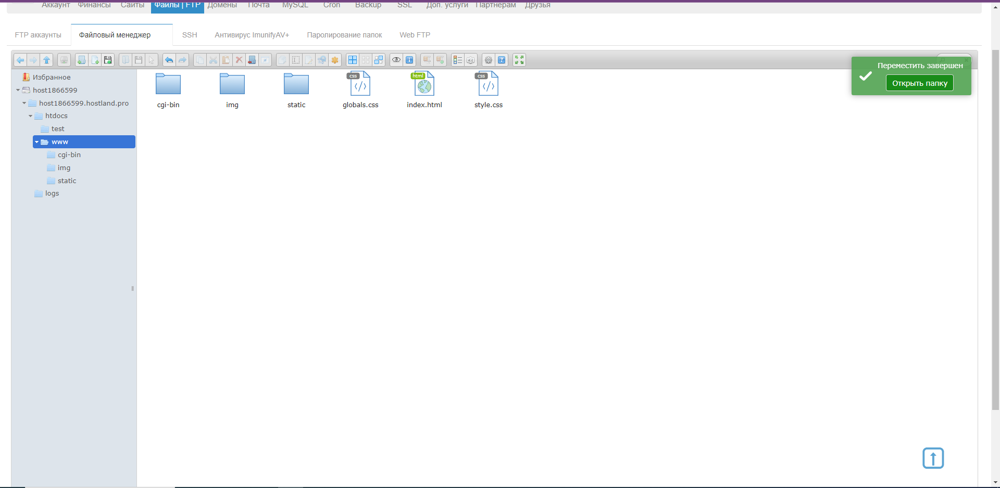 Аккаунт Финансы Сайты Файлы | FTP Домены Почта MySQL Cron Backup SSL Доп. услуги Партнерам Друзья
FTP аккаунты Файловый менеджер SSH Антивирус ImunifyAV+ Паролирование папок Web FTP
Переместить завершен
Открыть папку
Избранное
host1866599
host1866599.hostland.pro
htdocs
test
www
cgi-bin
img
static
logs
css
html
css
cgi-bin
img
static
globals.css
index.html
style.css